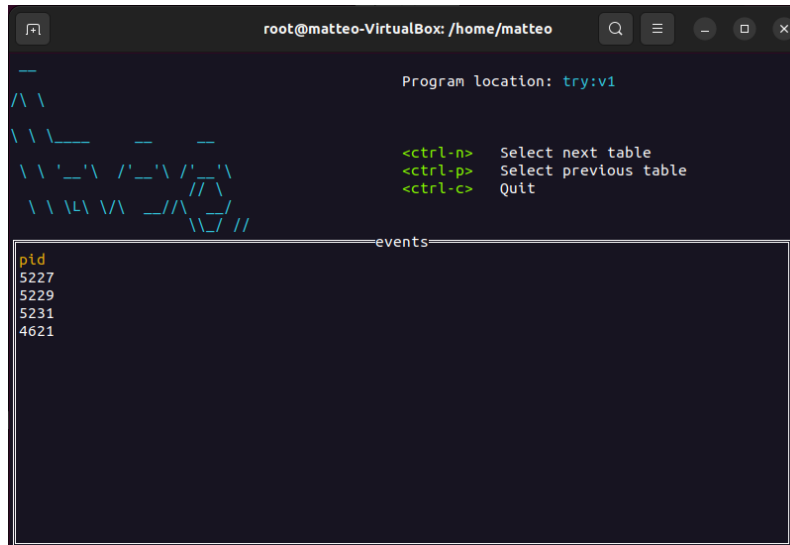 root@matteo-VirtualBox: /home/matteo
Program location: try:v1
<ctrl-n> Select next table
<ctrl-p> Select previous table
<ctrl-c> Quit
events
pid
5227
5229
5231
4621